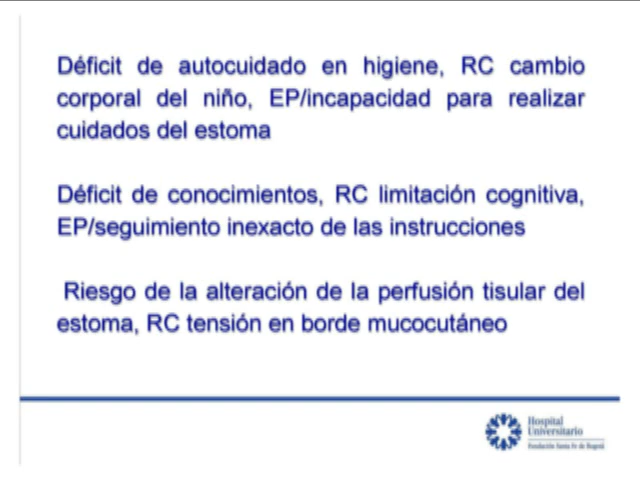 Déficit de autocuidado en higiene, RC cambio
corporal del niño, EP/incapacidad para realizar
cuidados del estoma
Déficit de conocimientos, RC limitación cognitiva,
EP/seguimiento inexacto de las instrucciones
Riesgo de la alteración de la perfusión tisular del
estoma, RC tensión en borde mucocutáneo
Hospital
Universitario
Fundación Santa Fe de Bogotá